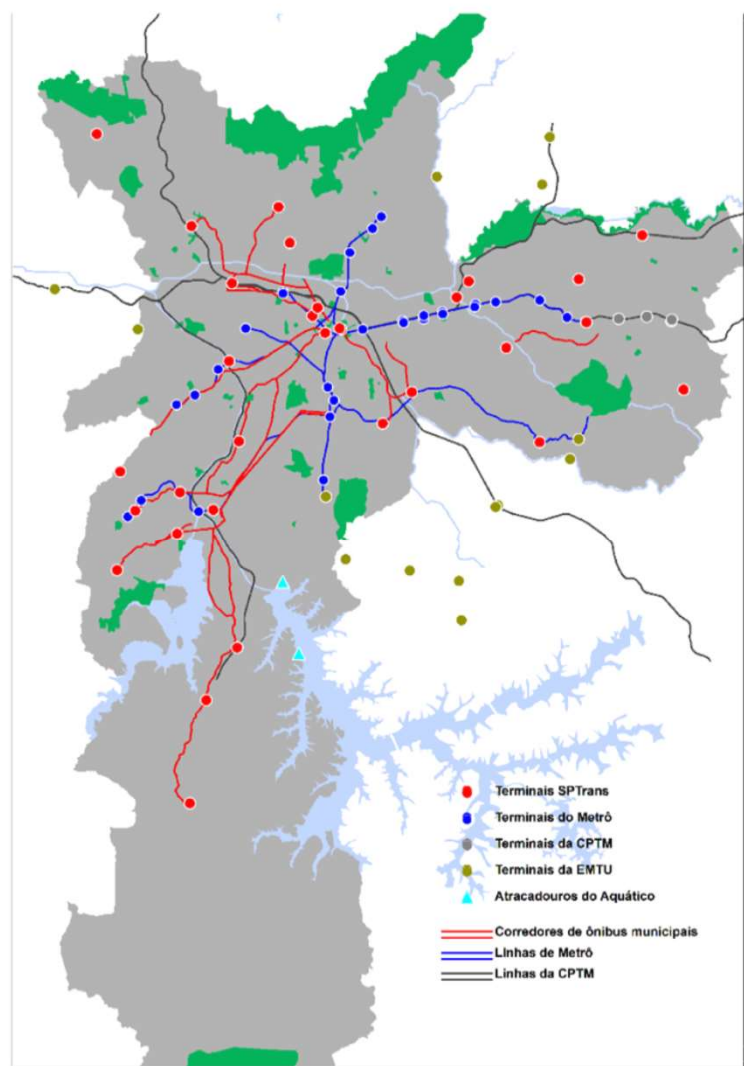 Terminais SPTrans
Terminais do Metrô
Terminais da CPTM
Terminais da EMTU
Atracadouros do Aquático
Corredores de ônibus municipais
Linhas de Metrô
Linhas da CPTM